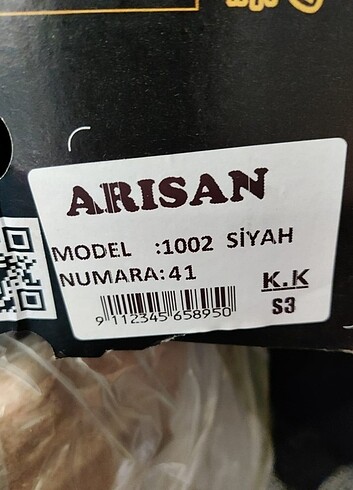 ARISAN
MODEL :1002 SİYAH
NUMARA:41
K.K
S3
9 112345 658950